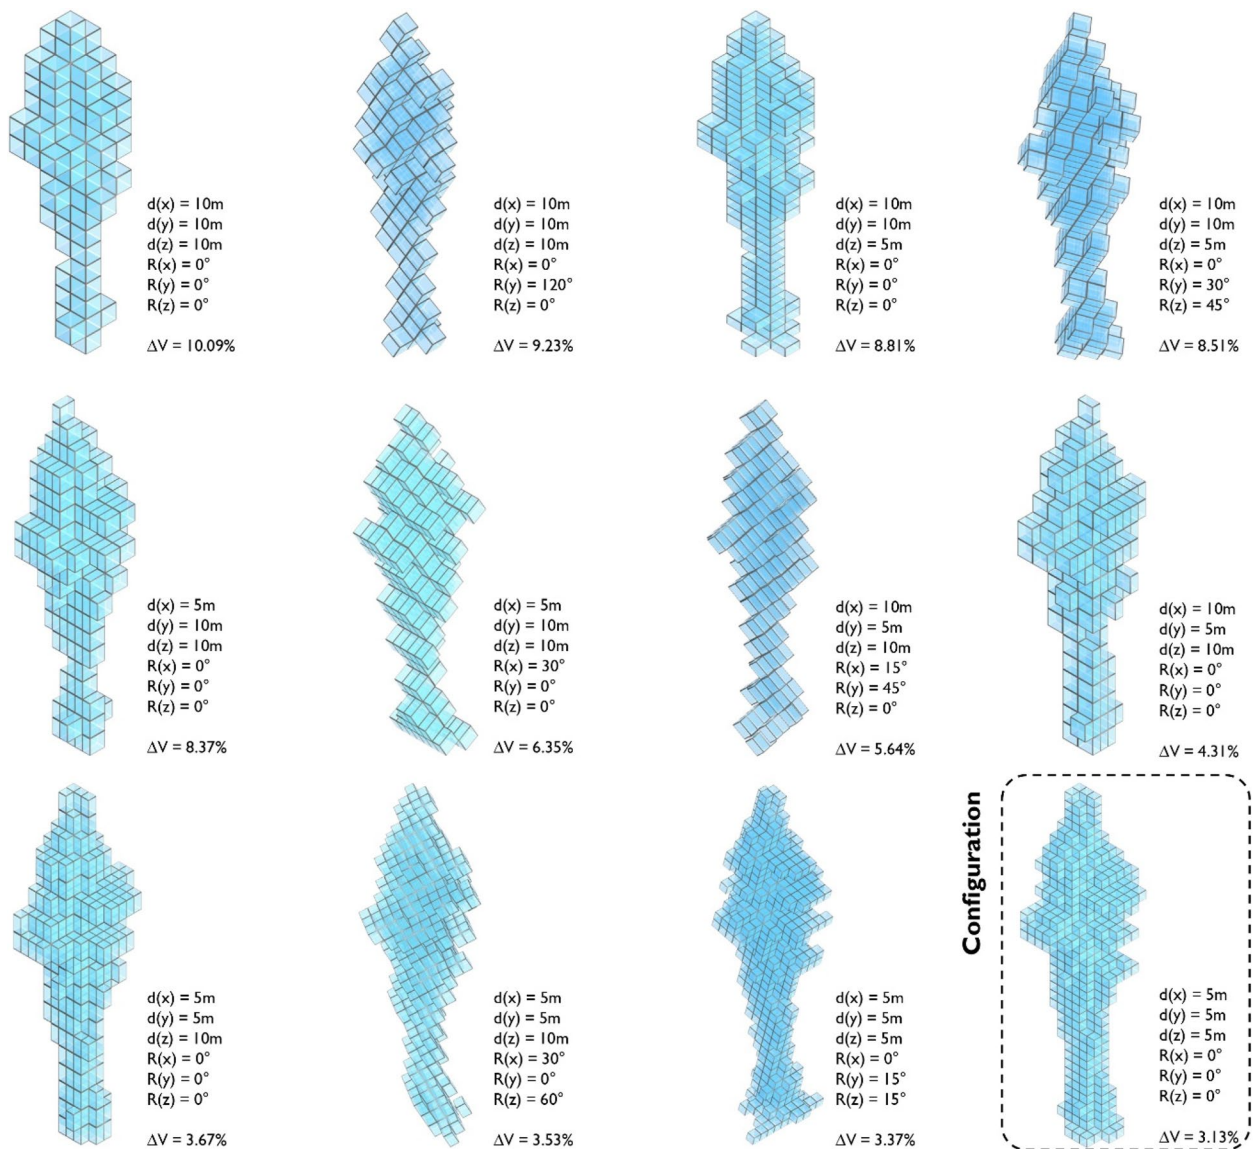 d(x) = 10m
d(y) = 10m
d(z) = 10m
R(x) = 0°
R(y) = 0°
R(z) = 0°
ΔV = 10.09%
d(x) = 10m
d(y) = 10m
d(z) = 10m
R(x) = 0°
R(y) = 120°
R(z) = 0°
ΔV = 9.23%
d(x) = 10m
d(y) = 10m
d(z) = 5m
R(x) = 0°
R(y) = 0°
R(z) = 0°
ΔV = 8.81%
d(x) = 10m
d(y) = 10m
d(z) = 5m
R(x) = 0°
R(y) = 30°
R(z) = 45°
ΔV = 8.51%
d(x) = 5m
d(y) = 10m
d(z) = 10m
R(x) = 0°
R(y) = 0°
R(z) = 0°
ΔV = 8.37%
d(x) = 5m
d(y) = 10m
d(z) = 10m
R(x) = 30°
R(y) = 0°
R(z) = 0°
ΔV = 6.35%
d(x) = 10m
d(y) = 5m
d(z) = 10m
R(x) = 15°
R(y) = 45°
R(z) = 0°
ΔV = 5.64%
d(x) = 10m
d(y) = 5m
d(z) = 10m
R(x) = 0°
R(y) = 0°
R(z) = 0°
ΔV = 4.31%
d(x) = 5m
d(y) = 5m
d(z) = 10m
R(x) = 0°
R(y) = 0°
R(z) = 0°
ΔV = 3.67%
d(x) = 5m
d(y) = 5m
d(z) = 10m
R(x) = 30°
R(y) = 0°
R(z) = 60°
ΔV = 3.53%
d(x) = 5m
d(y) = 5m
d(z) = 5m
R(x) = 0°
R(y) = 15°
R(z) = 15°
ΔV = 3.37%
Configuration
d(x) = 5m
d(y) = 5m
d(z) = 5m
R(x) = 0°
R(y) = 0°
R(z) = 0°
ΔV = 3.13%